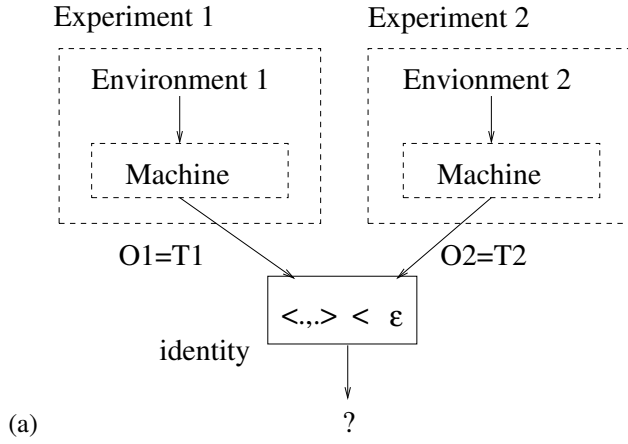 Experiment 1
Experiment 2
Environment 1
Envionment 2
Machine
Machine
O1=T1
O2=T2
<.,.> < ε
identity
(a)
?